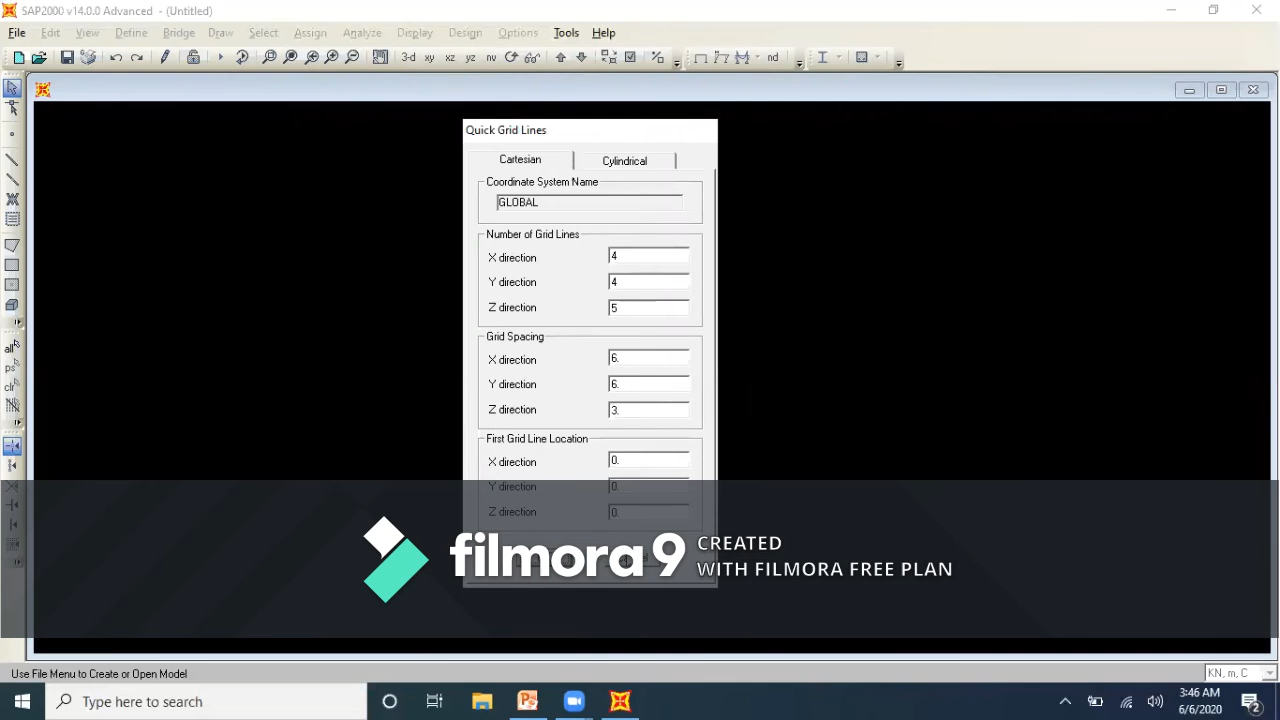 SAP2000 v14.0.0 Advanced - (Untitled)
File Edit View Define Bridge Draw Select Assign Analyze Display Design Options Tools Help
3-d xy xz yz nv nd
Quick Grid Lines
Cartesian Cylindrical
Coordinate System Name
GLOBAL
Number of Grid Lines
X direction 4
Y direction 4
Z direction 5
Grid Spacing
X direction 6.
Y direction 6.
Z direction 3.
First Grid Line Location
X direction 0.
Y direction 0.
Z direction 0.
all
ps
clr
filmora 9
CREATED
WITH FILMORA FREE PLAN
Use File Menu to Create or Open Model
KN, m, C
Type here to search
3:46 AM
6/6/2020
2